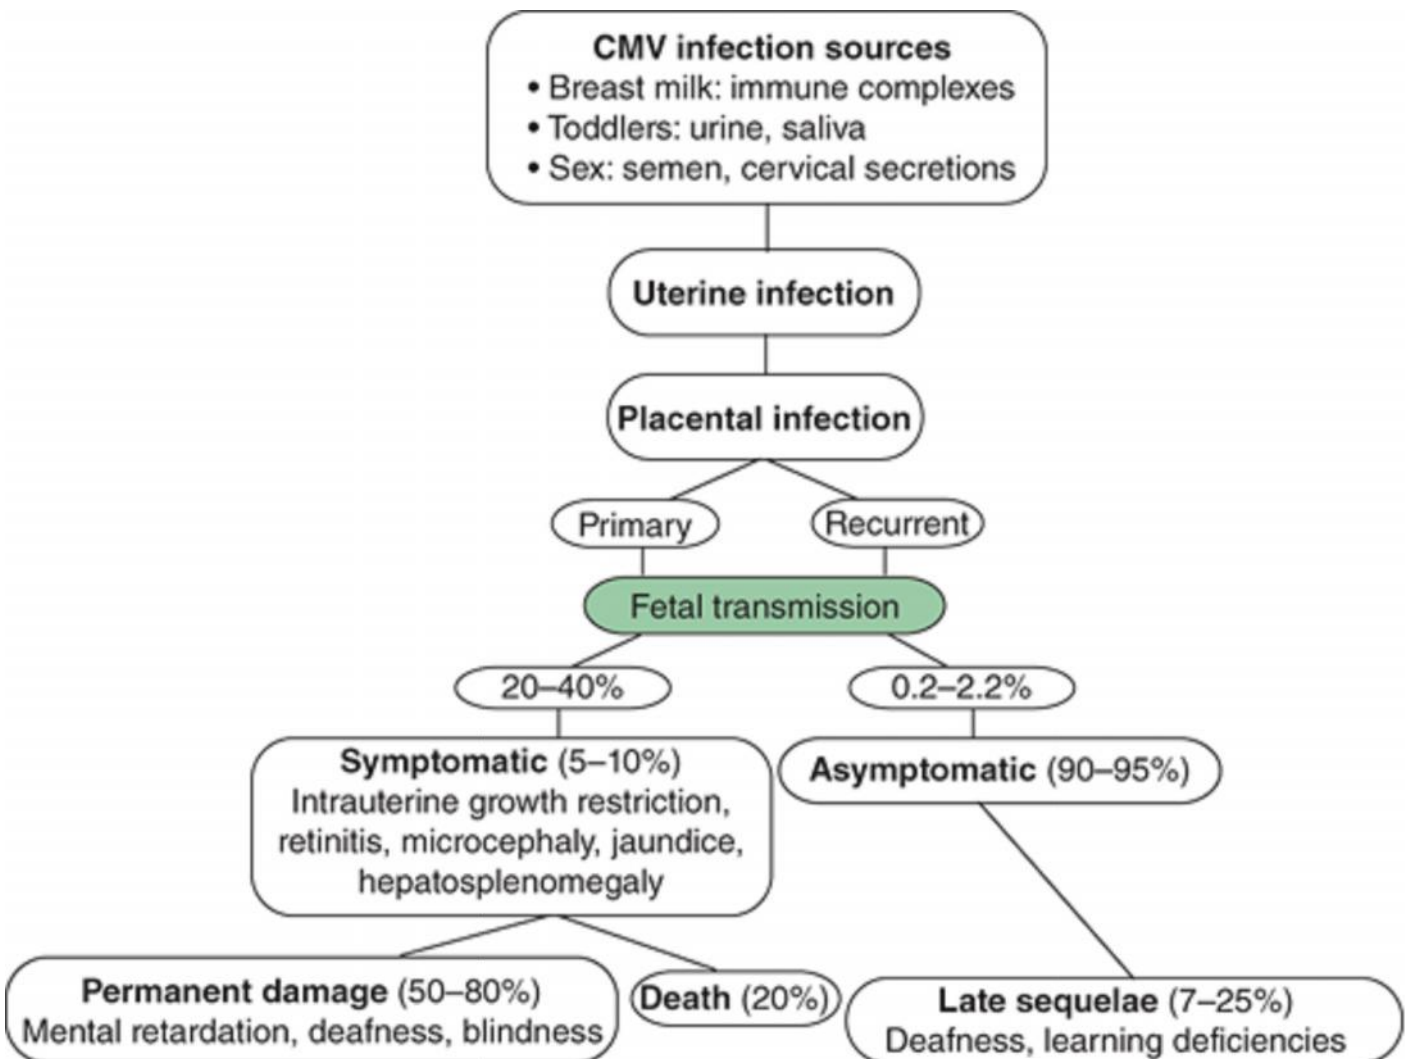 CMV infection sources
• Breast milk: immune complexes
• Toddlers: urine, saliva
• Sex: semen, cervical secretions
Uterine infection
Placental infection
Primary
Recurrent
Fetal transmission
20–40%
0.2–2.2%
Symptomatic (5–10%)
Intrauterine growth restriction,
retinitis, microcephaly, jaundice,
hepatosplenomegaly
Asymptomatic (90–95%)
Permanent damage (50–80%)
Mental retardation, deafness, blindness
Death (20%)
Late sequelae (7–25%)
Deafness, learning deficiencies